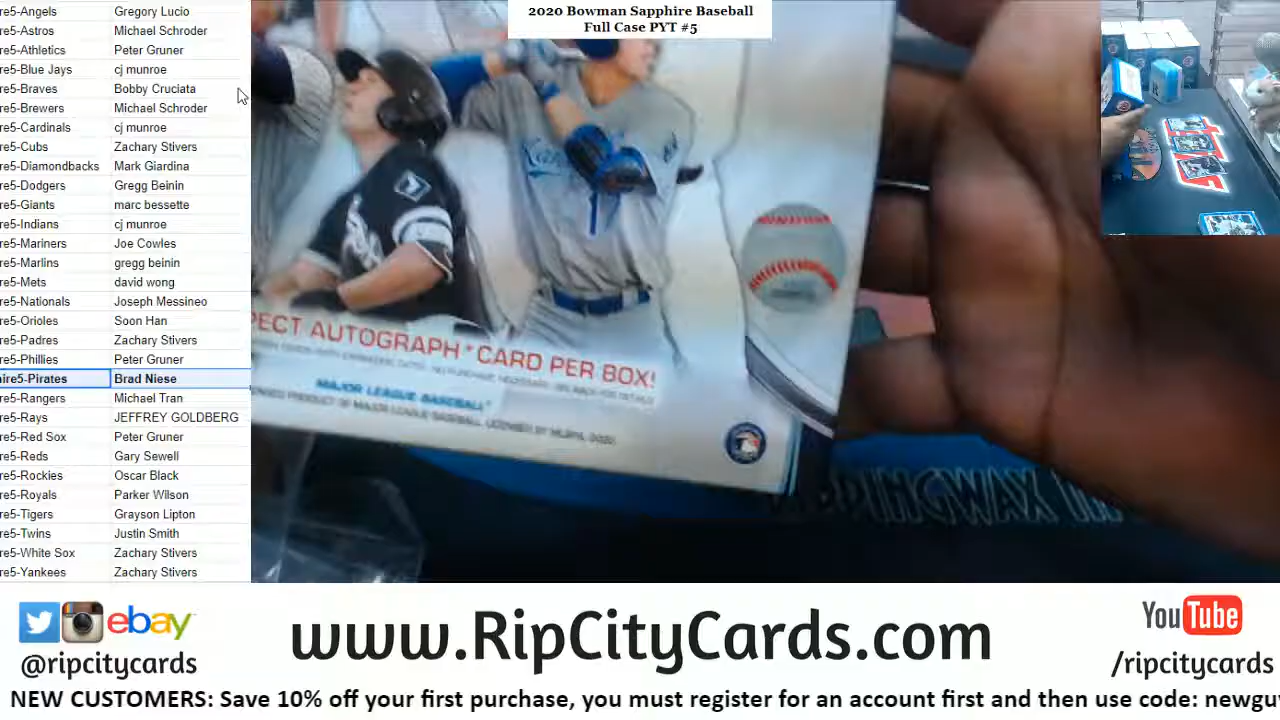 2020 Bowman Sapphire Baseball
Full Case PYT #5
re5-Angels Gregory Lucio
re5-Astros Michael Schroder
re5-Athletics Peter Gruner
re5-Blue Jays cj munroe
re5-Braves Bobby Cruciata
re5-Brewers Michael Schroder
re5-Cardinals cj munroe
re5-Cubs Zachary Stivers
re5-Diamondbacks Mark Giardina
re5-Dodgers Gregg Beinin
re5-Giants marc bessette
re5-Indians cj munroe
re5-Mariners Joe Cowles
re5-Marlins gregg beinin
re5-Mets david wong
re5-Nationals Joseph Messineo
re5-Orioles Soon Han
re5-Padres Zachary Stivers
re5-Phillies Peter Gruner
ire5-Pirates Brad Niese
re5-Rangers Michael Tran
re5-Rays JEFFREY GOLDBERG
re5-Red Sox Peter Gruner
re5-Reds Gary Sewell
re5-Rockies Oscar Black
re5-Royals Parker Wilson
re5-Tigers Grayson Lipton
re5-Twins Justin Smith
re5-White Sox Zachary Stivers
re5-Yankees Zachary Stivers
PECT AUTOGRAPH* CARD PER BOX!
MAJOR LEAGUE BASEBALL
PRODUCT OF MAJOR LEAGUE BASEBALL
PPINGWAX
ebay
@ripcitycards
www.RipCityCards.com
YouTube
/ripcitycards
NEW CUSTOMERS: Save 10% off your first purchase, you must register for an account first and then use code: newgu